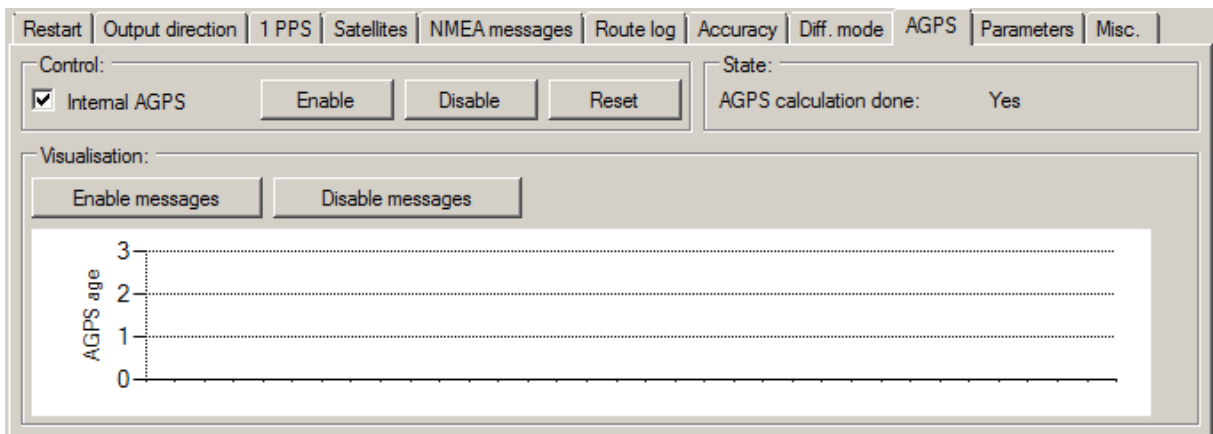 Restart Output direction 1 PPS Satellites NMEA messages Route log Accuracy Diff. mode AGPS Parameters Misc.
Control:
Internal AGPS Enable Disable Reset
State:
AGPS calculation done: Yes
Visualisation:
Enable messages Disable messages
AGPS age
3
2
1
0